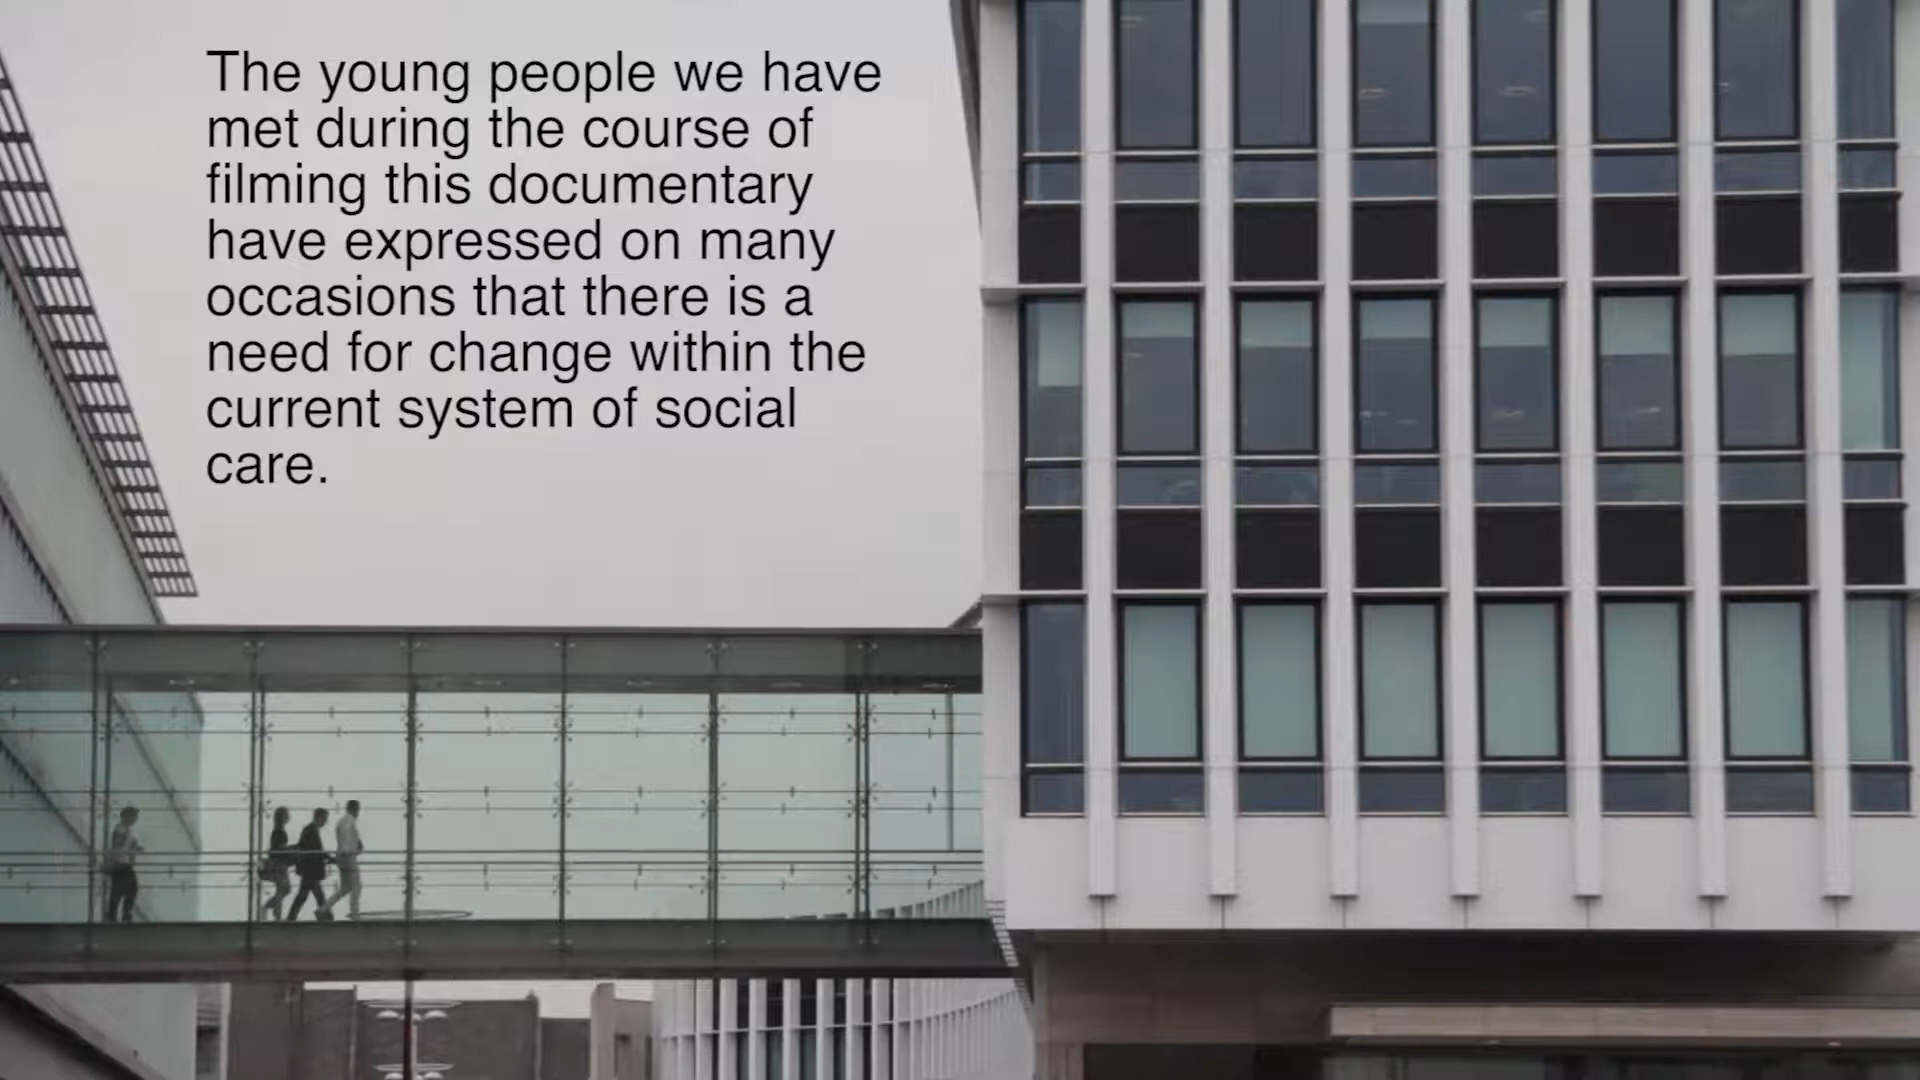 The young people we have
met during the course of
filming this documentary
have expressed on many
occasions that there is a
need for change within the
current system of social
care.